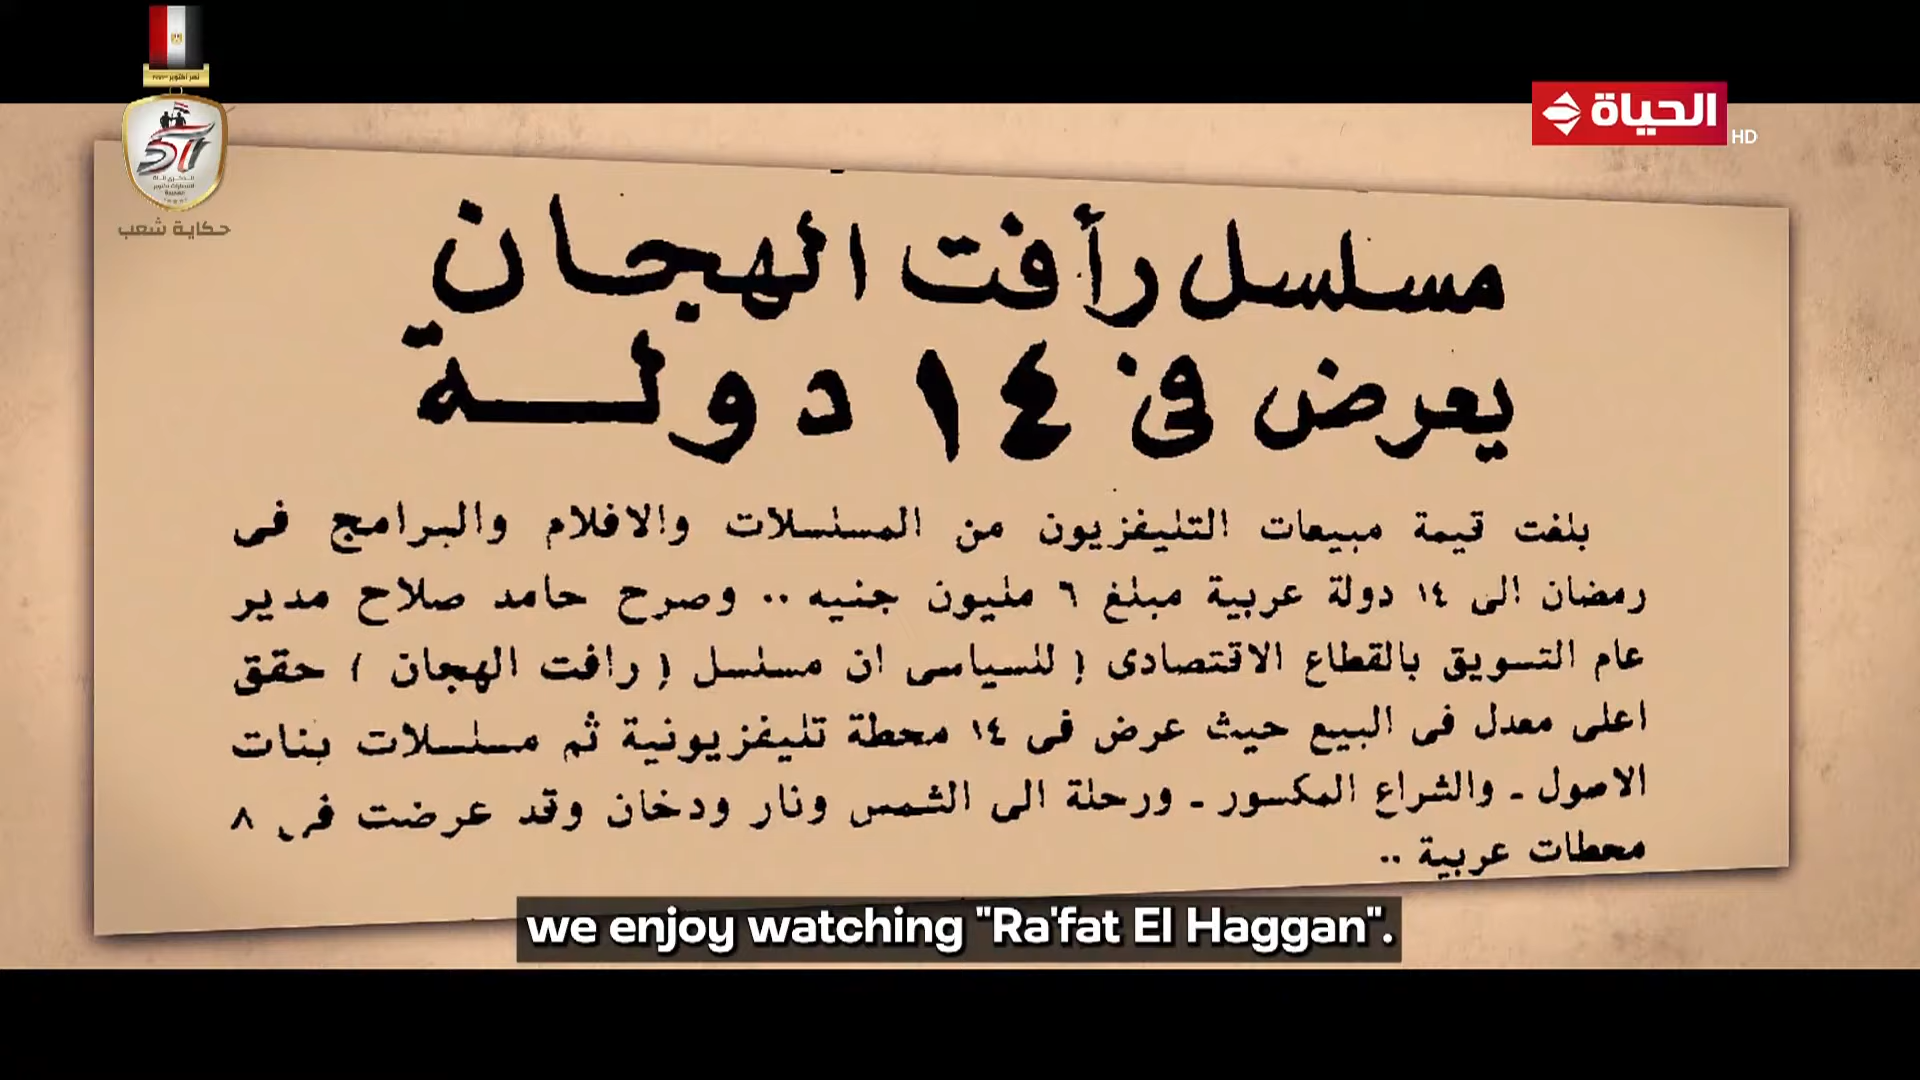 الحياة
HD
حكاية شعب
مسلسل رأفت الهجان
يعرض فى ١٤ دولة
بلغت قيمة مبيعات التليفزيون من المسلسلات والافلام والبرامج فى
رمضان الى ١٤ دولة عربية مبلغ ٦ مليون جنيه .. وصرح حامد صلاح مدير
عام التسويق بالقطاع الاقتصادى ( للسياسى ان مسلسل ( رافت الهجان ) حقق
اعلى معدل فى البيع حيث عرض فى ١٤ محطة تليفزيونية ثم مسلسلات بنات
الاصول ـ والشراع المكسور ـ ورحلة الى الشمس ونار ودخان وقد عرضت فى ٨
محطات عربية ..
we enjoy watching "Ra'fat El Haggan".